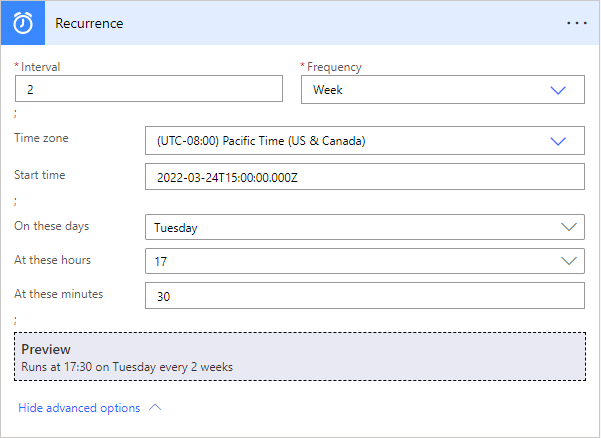 Recurrence
* Interval
* Frequency
2
Week
;
Time zone
(UTC-08:00) Pacific Time (US & Canada)
Start time
2022-03-24T15:00:00.000Z
;
On these days
Tuesday
At these hours
17
At these minutes
30
;
Preview
Runs at 17:30 on Tuesday every 2 weeks
Hide advanced options